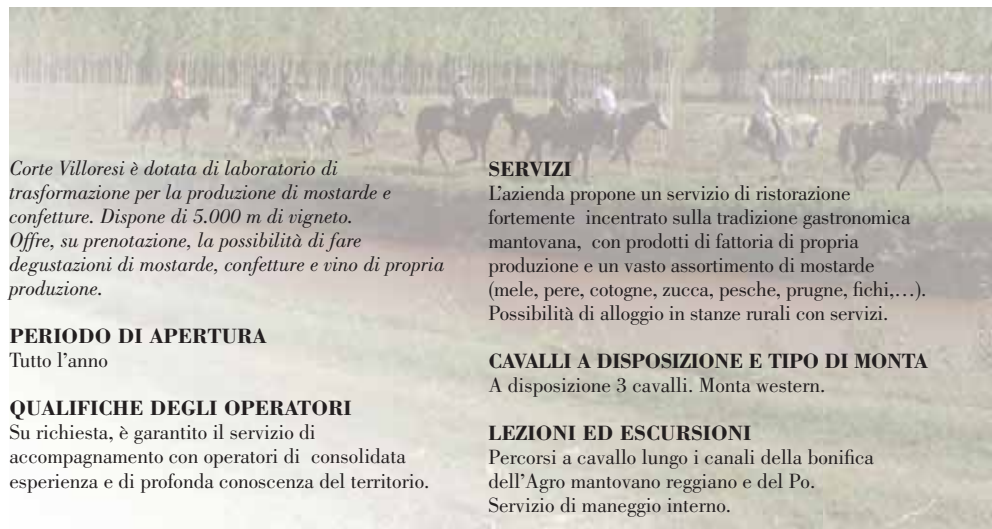 Corte Villoresi è dotata di laboratorio di
trasformazione per la produzione di mostarde e
confetture. Dispone di 5.000 m di vigneto.
Offre, su prenotazione, la possibilità di fare
degustazioni di mostarde, confetture e vino di propria
produzione.
PERIODO DI APERTURA
Tutto l'anno
QUALIFICHE DEGLI OPERATORI
Su richiesta, è garantito il servizio di
accompagnamento con operatori di consolidata
esperienza e di profonda conoscenza del territorio.
SERVIZI
L'azienda propone un servizio di ristorazione
fortemente incentrato sulla tradizione gastronomica
mantovana, con prodotti di fattoria di propria
produzione e un vasto assortimento di mostarde
(mele, pere, cotogne, zucca, pesche, prugne, fichi,…).
Possibilità di alloggio in stanze rurali con servizi.
CAVALLI A DISPOSIZIONE E TIPO DI MONTA
A disposizione 3 cavalli. Monta western.
LEZIONI ED ESCURSIONI
Percorsi a cavallo lungo i canali della bonifica
dell'Agro mantovano reggiano e del Po.
Servizio di maneggio interno.